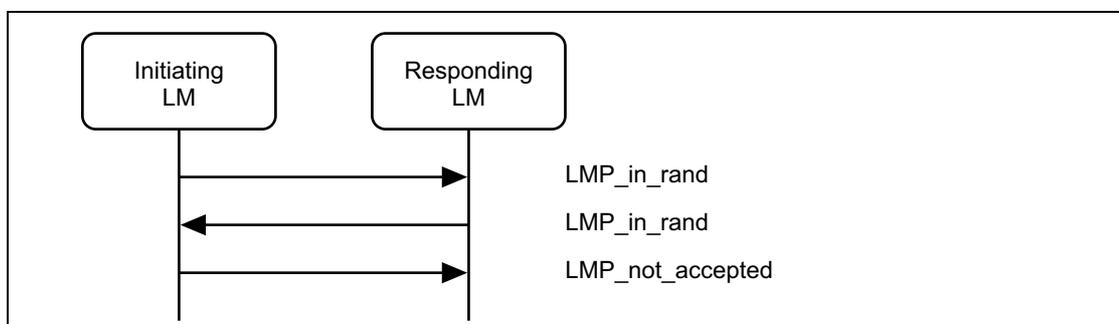 Initiating
LM
Responding
LM
LMP_in_rand
LMP_in_rand
LMP_not_accepted